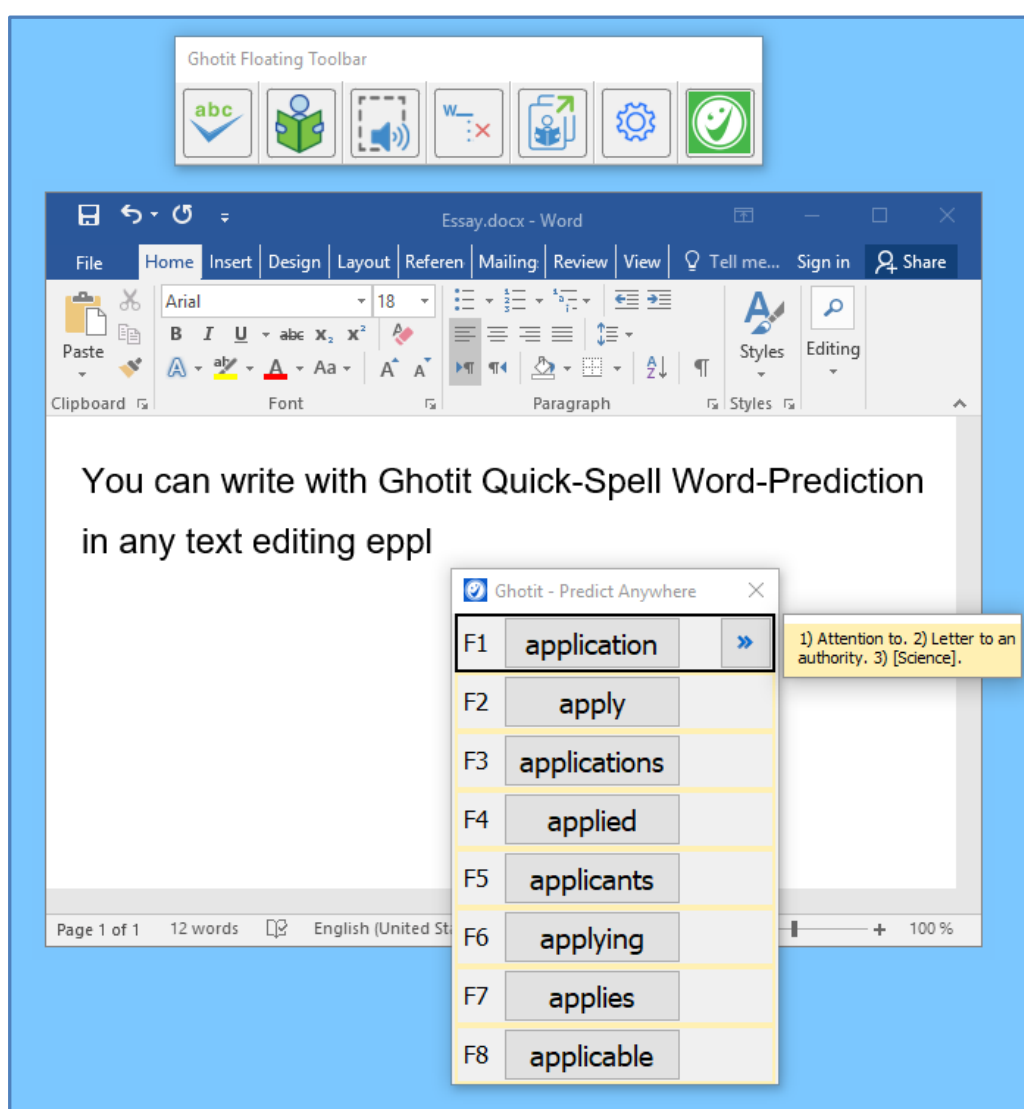 Ghotit Floating Toolbar
abc
W
Essay.docx - Word
File Home Insert Design Layout Referen Mailing Review View Tell me... Sign in Share
Arial 18
Paste B I U abc X₂ X² Styles Editing
A aby A Aa A A
Clipboard Font Paragraph Styles
You can write with Ghotit Quick-Spell Word-Prediction
in any text editing eppl
Ghotit - Predict Anywhere
F1 application »
1) Attention to. 2) Letter to an
authority. 3) [Science].
F2 apply
F3 applications
F4 applied
F5 applicants
F6 applying
F7 applies
F8 applicable
Page 1 of 1 12 words English (United St 100 %